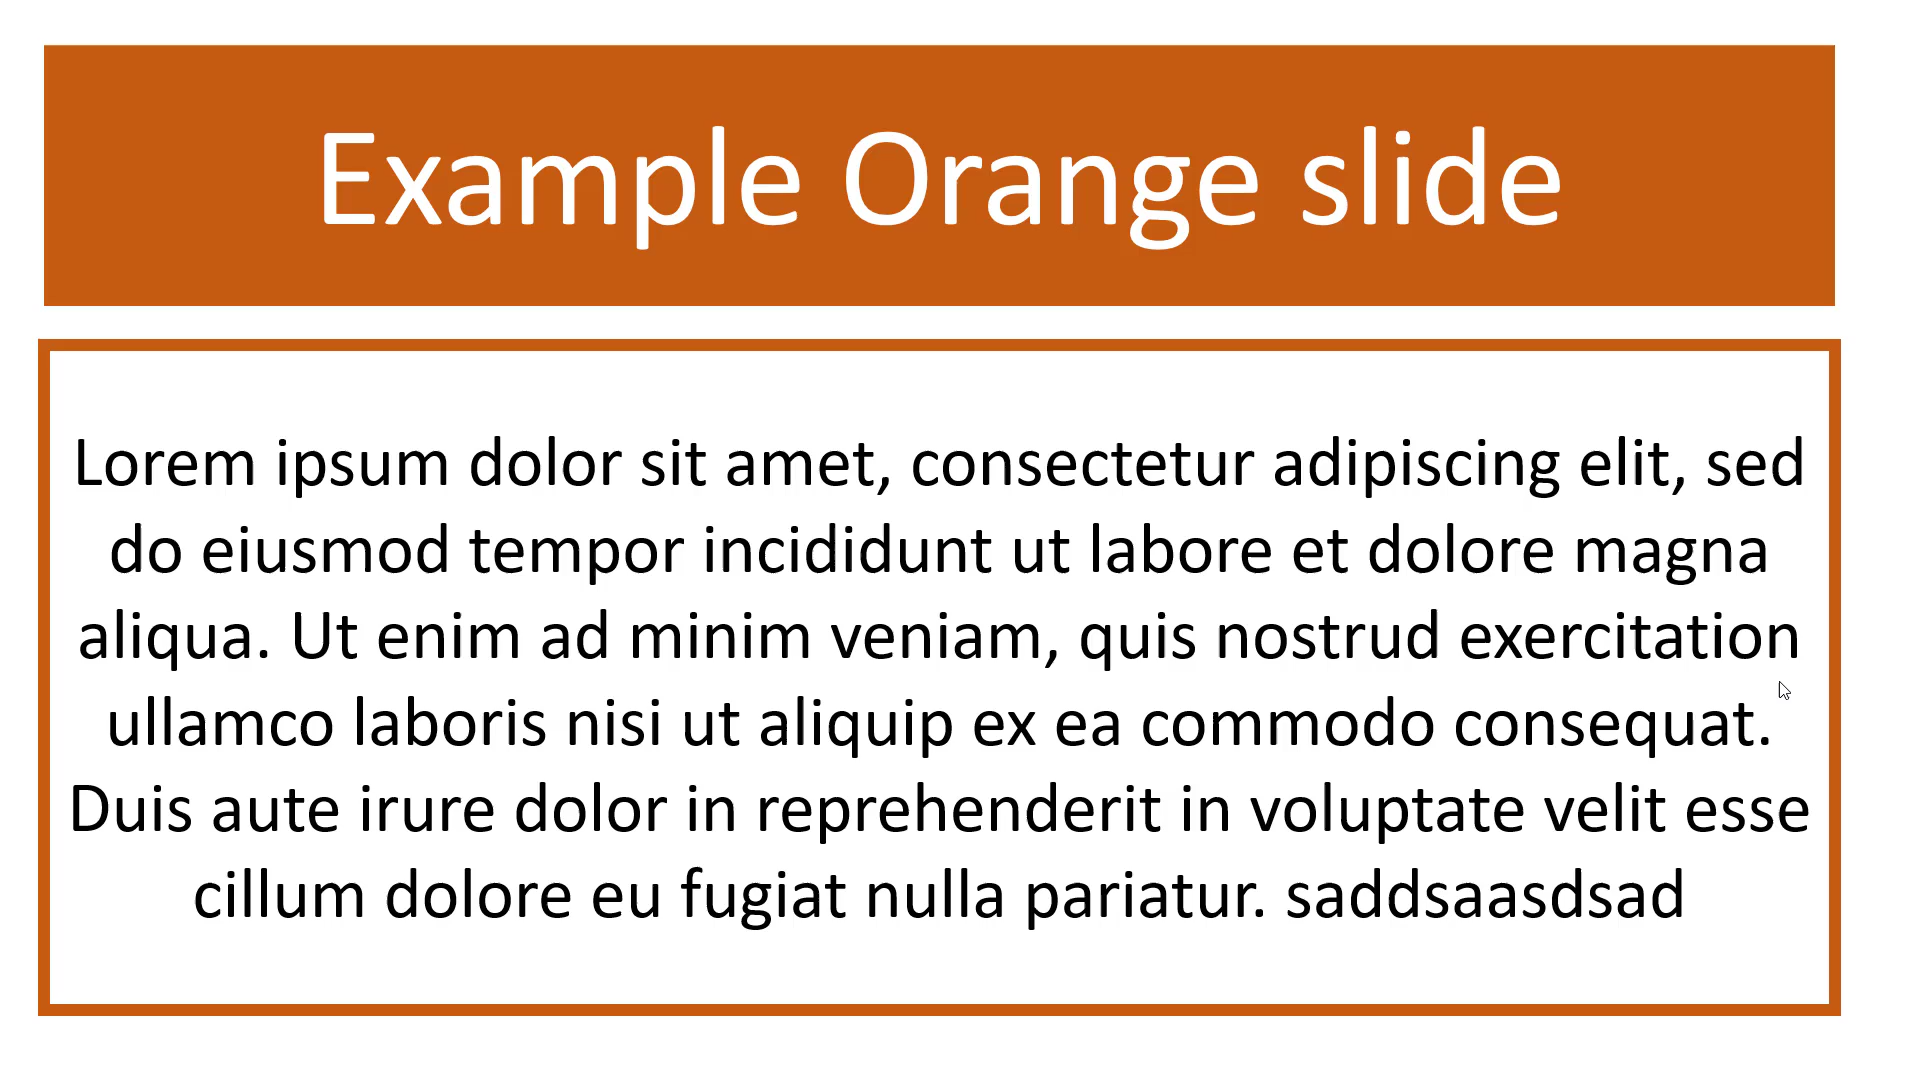 Example Orange slide
Lorem ipsum dolor sit amet, consectetur adipiscing elit, sed
do eiusmod tempor incididunt ut labore et dolore magna
aliqua. Ut enim ad minim veniam, quis nostrud exercitation
ullamco laboris nisi ut aliquip ex ea commodo consequat.
Duis aute irure dolor in reprehenderit in voluptate velit esse
cillum dolore eu fugiat nulla pariatur. saddsaasdsad